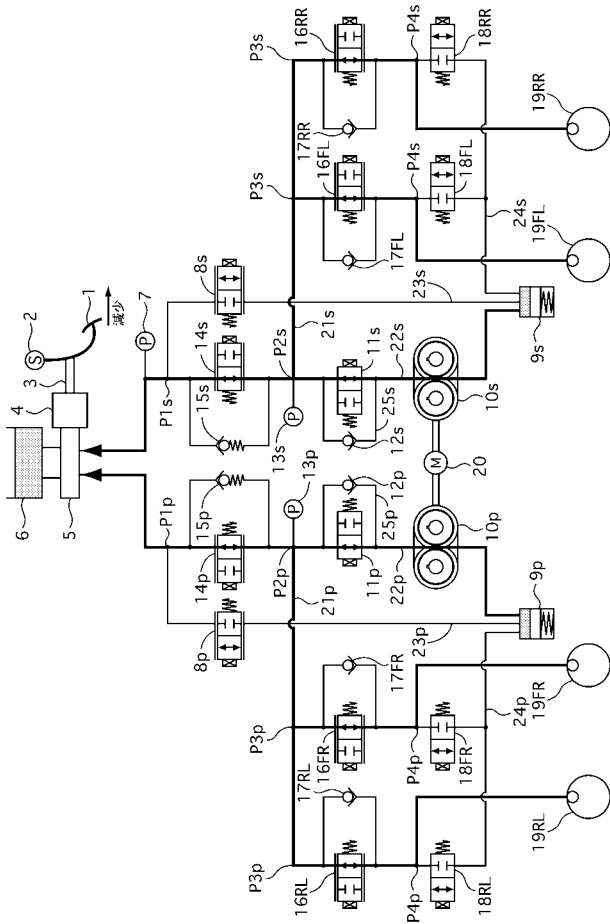 2
S
1
減少
3
4
7
P
6
5
P1p
P1s
8s
14s
15s
15p
14p
8p
P3s
P3s
16RR
16FL
17RR
17FL
P4s
P4s
18RR
18FL
19RR
19FL
24s
23s
21s
P2s
13s
P
11s
12s
25s
22s
9s
10s
M
20
13p
P
P2p
21p
12p
25p
11p
22p
10p
9p
23p
24p
P3p
P3p
17FR
16FR
17RL
16RL
P4p
P4p
18FR
18RL
19FR
19RL